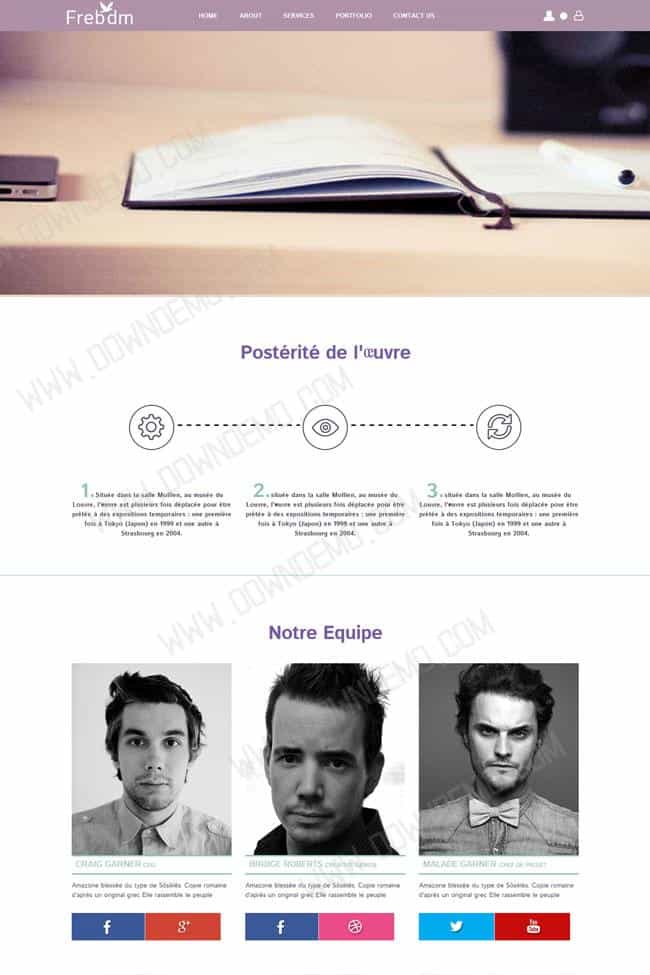 Frebdm
HOME ABOUT SERVICES PORTFOLIO CONTACT US
WWW.DOWNDEMO.COM
Postérité de l'œuvre
1. Située dans la salle Mollien, au musée du
Louvre, l'œuvre est plusieurs fois déplacée pour être
prêtée à des expositions temporaires : une première
fois à Tokyo (Japon) en 1999 et une autre à
Strasbourg en 2004.
2. Située dans la salle Mollien, au musée du
Louvre, l'œuvre est plusieurs fois déplacée pour être
prêtée à des expositions temporaires : une première
fois à Tokyo (Japon) en 1999 et une autre à
Strasbourg en 2004.
3. Située dans la salle Mollien, au musée du
Louvre, l'œuvre est plusieurs fois déplacée pour être
prêtée à des expositions temporaires : une première
fois à Tokyo (Japon) en 1999 et une autre à
Strasbourg en 2004.
Notre Equipe
CRAIG GARNER CEO
Amazone blessée du type de Sosiklès. Copie romaine
d'après un original grec Elle rassemble le peuple
BRIDGE ROBERTS
Amazone blessée du type de Sosiklès. Copie romaine
d'après un original grec Elle rassemble le peuple
MALADE GARNER CHEF DE PROJET
Amazone blessée du type de Sosiklès. Copie romaine
d'après un original grec Elle rassemble le peuple
f g+ f You Tube